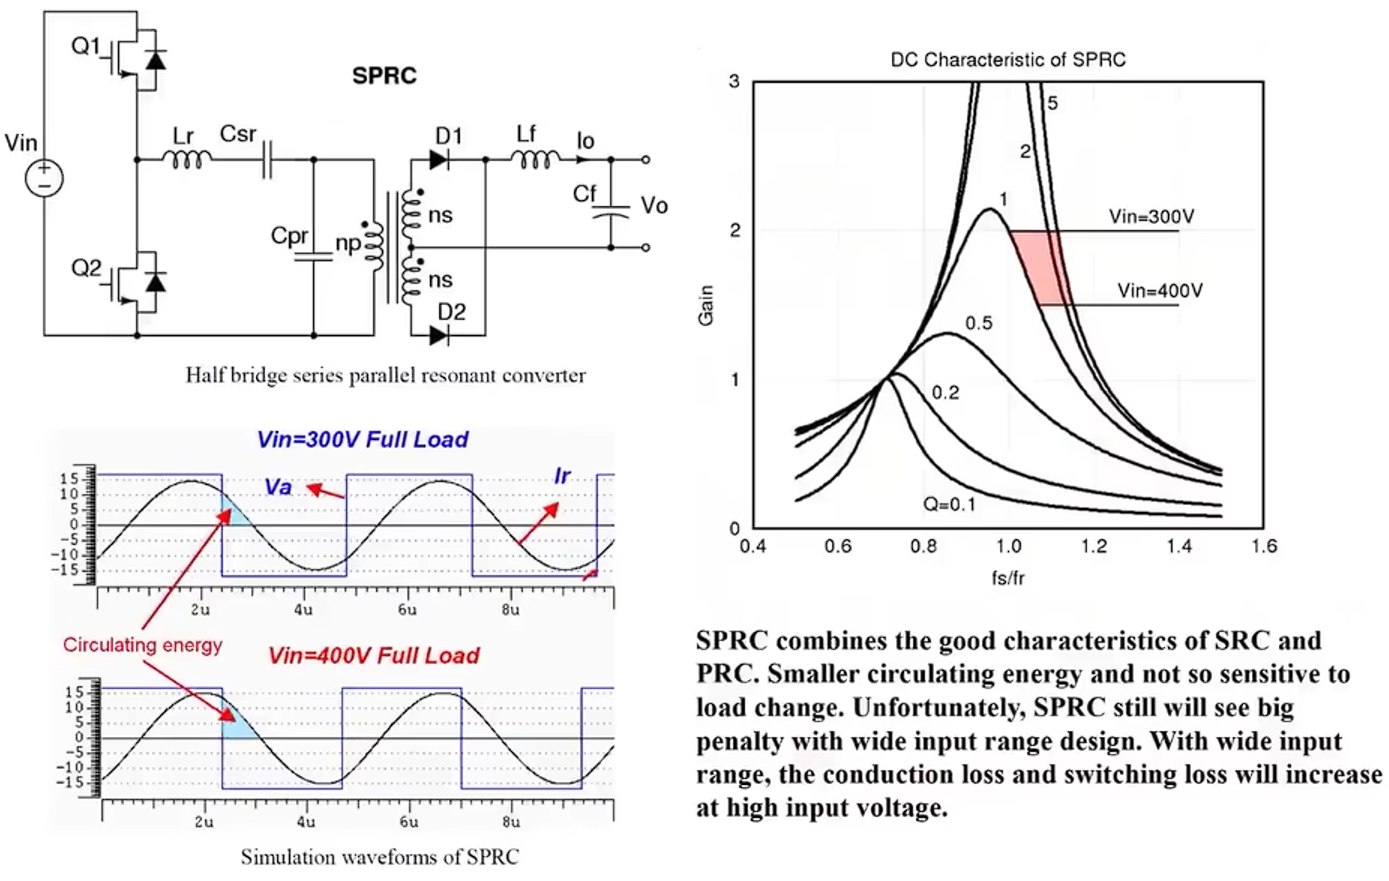 SPRC
Q1
Vin
Lr
Csr
D1
Lf
Io
Cf
Vo
ns
Cpr
np
Q2
ns
D2
Half bridge series parallel resonant converter
Vin=300V Full Load
15
10
5
0
-5
-10
-15
Va
Ir
2u 4u 6u 8u
Circulating energy
Vin=400V Full Load
15
10
5
0
-5
-10
-15
2u 4u 6u 8u
Simulation waveforms of SPRC
DC Characteristic of SPRC
3
2
1
0
Gain
5
2
1
0.5
0.2
Q=0.1
Vin=300V
Vin=400V
0.4 0.6 0.8 1.0 1.2 1.4 1.6
fs/fr
SPRC combines the good characteristics of SRC and
PRC. Smaller circulating energy and not so sensitive to
load change. Unfortunately, SPRC still will see big
penalty with wide input range design. With wide input
range, the conduction loss and switching loss will increase
at high input voltage.